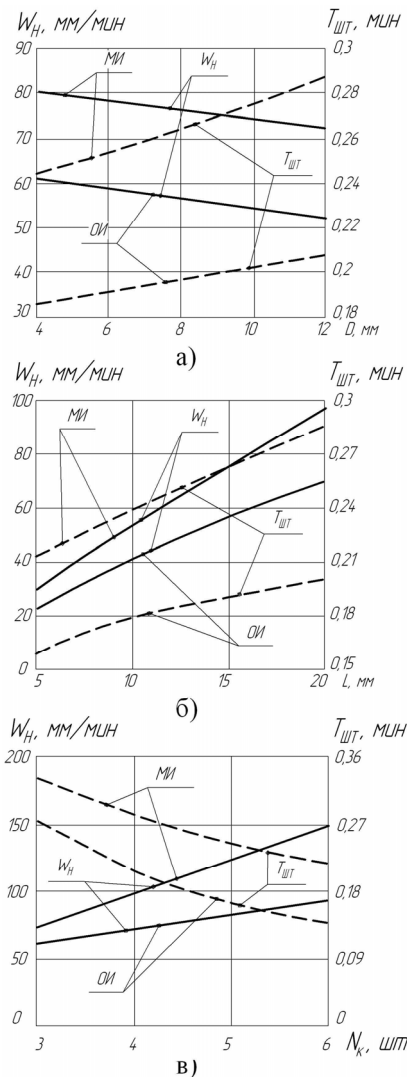 W_Н, мм/мин T_ШТ, мин
90 0,3
МИ W_Н
80 0,28
70 0,26
T_ШТ
60 0,24
50 0,22
ОИ
40 0,2
30 0,18
4 6 8 10 D, мм 12
а)
W_Н, мм/мин T_ШТ, мин
100 0,3
МИ W_Н
80 0,27
60 0,24
T_ШТ
40 0,21
20 0,18
ОИ
0 0,15
5 10 15 L, мм 20
б)
W_Н, мм/мин T_ШТ, мин
200 0,36
МИ
150 0,27
W_Н T_ШТ
100 0,18
50 0,09
ОИ
0 0
3 4 5 N_к, шт 6
в)